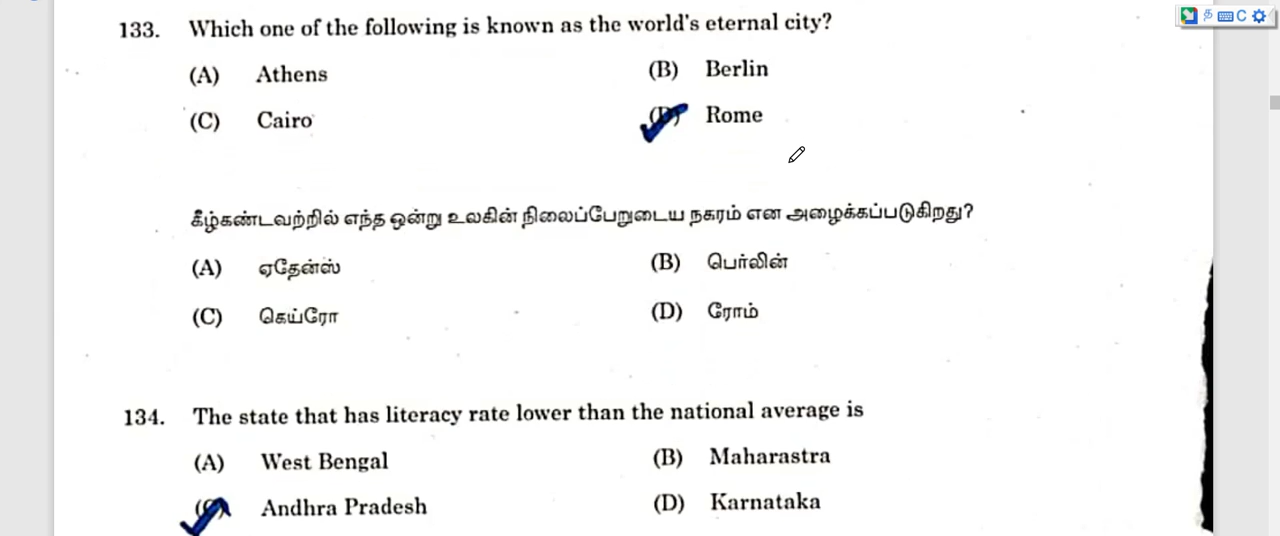 133. Which one of the following is known as the world's eternal city?
(A) Athens (B) Berlin
(C) Cairo (D) Rome
கீழ்கண்டவற்றில் எந்த ஒன்று உலகின் நிலைப்பேறுடைய நகரம் என அழைக்கப்படுகிறது?
(A) ஏதேன்ஸ் (B) பெர்லின்
(C) கெய்ரோ (D) ரோம்
134. The state that has literacy rate lower than the national average is
(A) West Bengal (B) Maharastra
(C) Andhra Pradesh (D) Karnataka